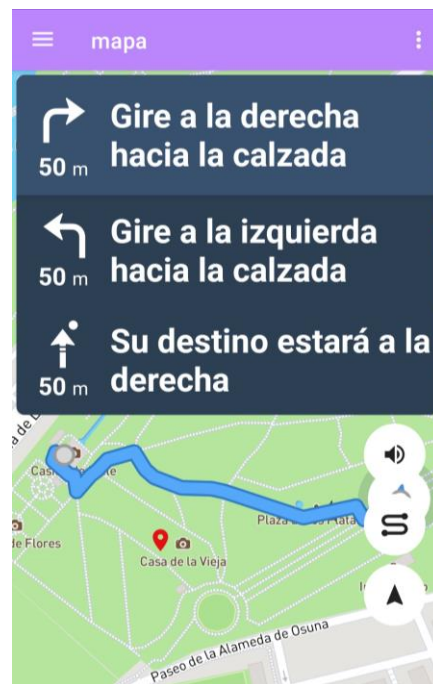 mapa
Gire a la derecha
hacia la calzada
50 m
Gire a la izquierda
hacia la calzada
50 m
Su destino estará a la
derecha
50 m
de Flores
Casa de la Vieja
Plaza
Paseo de la Alameda de Osuna